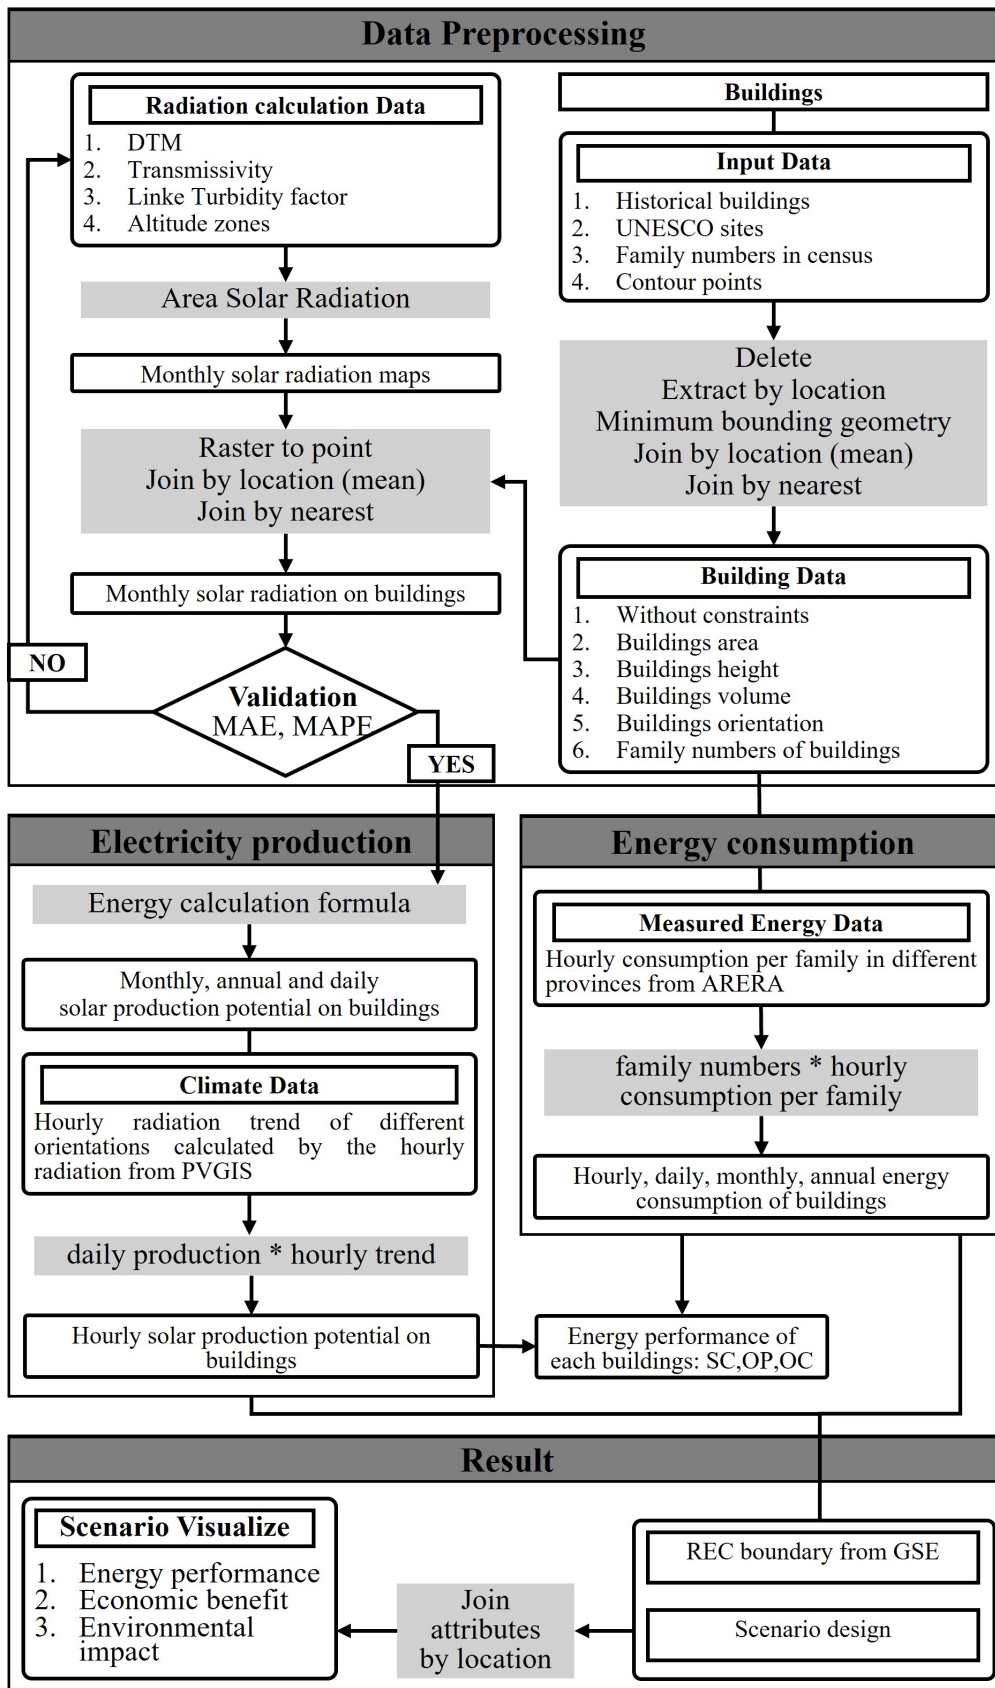 Data Preprocessing
Radiation calculation Data
1. DTM
2. Transmissivity
3. Linke Turbidity factor
4. Altitude zones
Area Solar Radiation
Monthly solar radiation maps
Raster to point
Join by location (mean)
Join by nearest
Monthly solar radiation on buildings
NO
Validation
MAE, MAPE
YES
Buildings
Input Data
1. Historical buildings
2. UNESCO sites
3. Family numbers in census
4. Contour points
Delete
Extract by location
Minimum bounding geometry
Join by location (mean)
Join by nearest
Building Data
1. Without constraints
2. Buildings area
3. Buildings height
4. Buildings volume
5. Buildings orientation
6. Family numbers of buildings
Electricity production
Energy calculation formula
Monthly, annual and daily
solar production potential on buildings
Climate Data
Hourly radiation trend of different
orientations calculated by the hourly
radiation from PVGIS
daily production * hourly trend
Hourly solar production potential on
buildings
Energy consumption
Measured Energy Data
Hourly consumption per family in different
provinces from ARERA
family numbers * hourly
consumption per family
Hourly, daily, monthly, annual energy
consumption of buildings
Energy performance of
each buildings: SC,OP,OC
Result
Scenario Visualize
1. Energy performance
2. Economic benefit
3. Environmental
impact
Join
attributes
by location
REC boundary from GSE
Scenario design